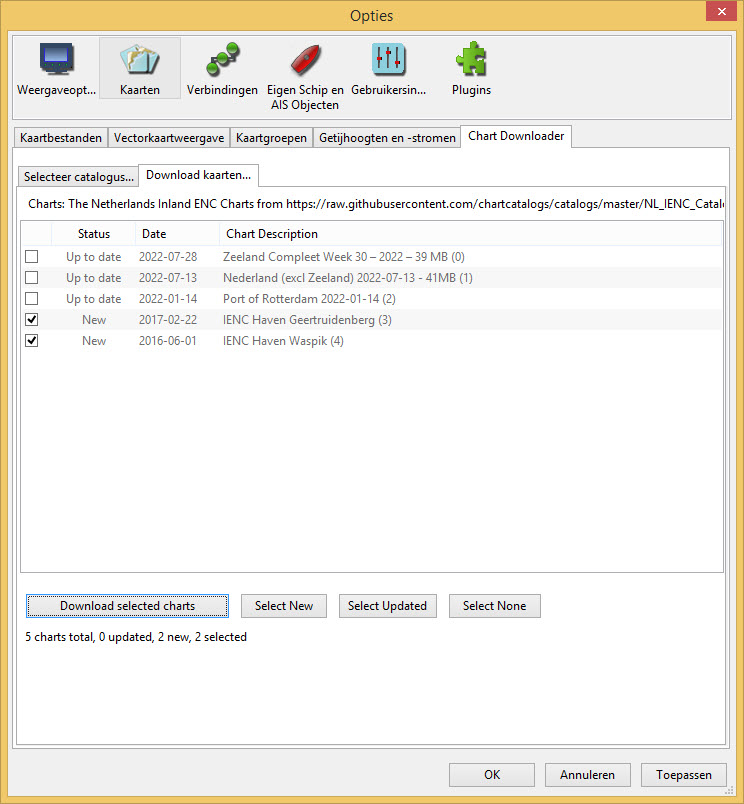 Opties
Weergaveopt... Kaarten Verbindingen Eigen Schip en AIS Objecten Gebruikersin... Plugins
Kaartbestanden Vectorkaartweergave Kaartgroepen Getijhoogten en -stromen Chart Downloader
Selecteer catalogus... Download kaarten...
Charts: The Netherlands Inland ENC Charts from https://raw.githubusercontent.com/chartcatalogs/catalogs/master/NL_IENC_Catal
Status Date Chart Description
Up to date 2022-07-28 Zeeland Compleet Week 30 – 2022 – 39 MB (0)
Up to date 2022-07-13 Nederland (excl Zeeland) 2022-07-13 - 41MB (1)
Up to date 2022-01-14 Port of Rotterdam 2022-01-14 (2)
New 2017-02-22 IENC Haven Geertruidenberg (3)
New 2016-06-01 IENC Haven Waspik (4)
Download selected charts Select New Select Updated Select None
5 charts total, 0 updated, 2 new, 2 selected
OK Annuleren Toepassen